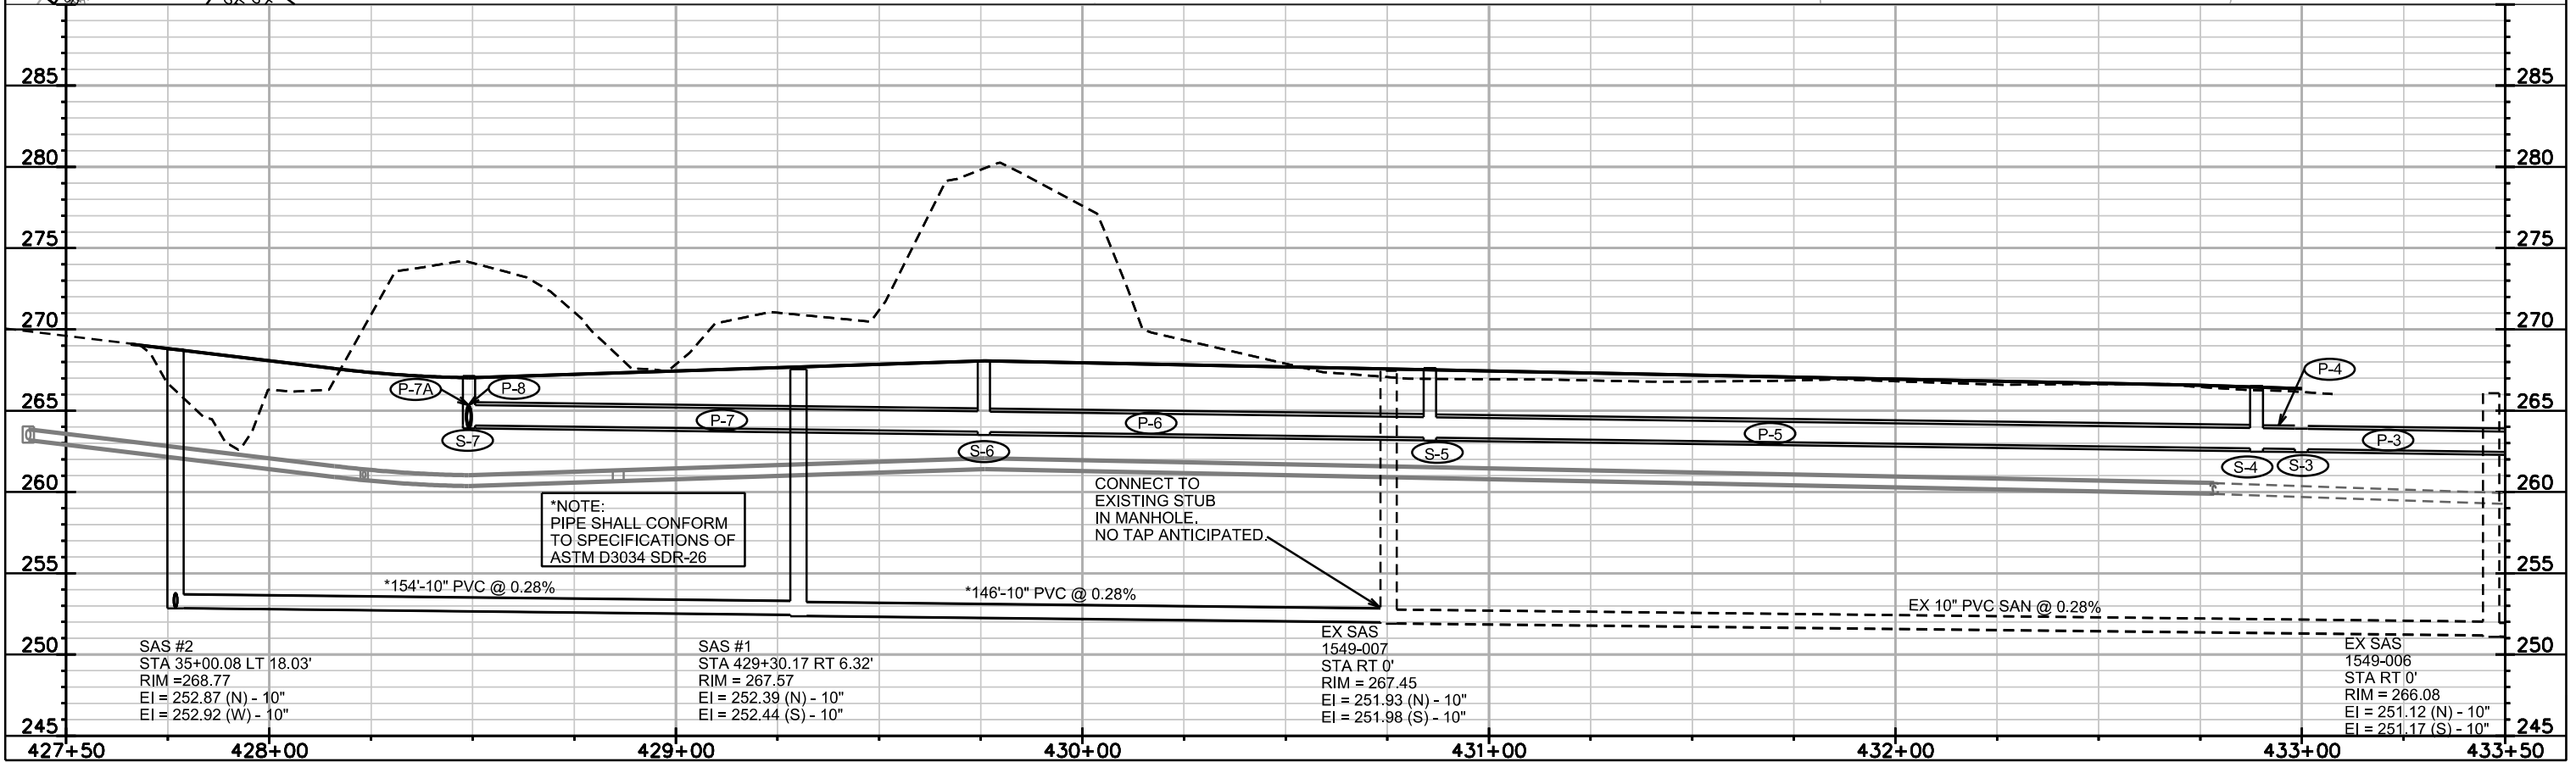 285
280
275
270
265
260
255
250
245
285
280
275
270
265
260
255
250
245
P-7A
P-8
S-7
P-7
S-6
P-6
S-5
P-5
S-4
S-3
P-4
P-3
*NOTE:
PIPE SHALL CONFORM
TO SPECIFICATIONS OF
ASTM D3034 SDR-26
CONNECT TO
EXISTING STUB
IN MANHOLE.
NO TAP ANTICIPATED.
*154'-10" PVC @ 0.28%
*146'-10" PVC @ 0.28%
EX 10" PVC SAN @ 0.28%
SAS #2
STA 35+00.08 LT 18.03'
RIM =268.77
EI = 252.87 (N) - 10"
EI = 252.92 (W) - 10"
SAS #1
STA 429+30.17 RT 6.32'
RIM = 267.57
EI = 252.39 (N) - 10"
EI = 252.44 (S) - 10"
EX SAS
1549-007
STA RT 0'
RIM = 267.45
EI = 251.93 (N) - 10"
EI = 251.98 (S) - 10"
EX SAS
1549-006
STA RT 0'
RIM = 266.08
EI = 251.12 (N) - 10"
EI = 251.17 (S) - 10"
427+50
428+00
429+00
430+00
431+00
432+00
433+00
433+50